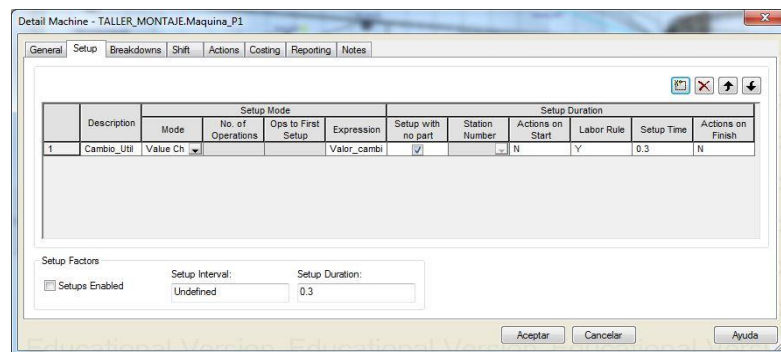 Detail Machine - TALLER_MONTAJE.Maquina_P1
General Setup Breakdowns Shift Actions Costing Reporting Notes
Setup Mode Setup Duration
Description Mode No. of Operations Ops to First Setup Expression Setup with no part Station Number Actions on Start Labor Rule Setup Time Actions on Finish
1 Cambio_Util Value Ch Valor_cambi N Y 0.3 N
Setup Factors
Setups Enabled
Setup Interval: Setup Duration:
Undefined 0.3
Aceptar Cancelar Ayuda
Educational Version Educational Version Educational Version